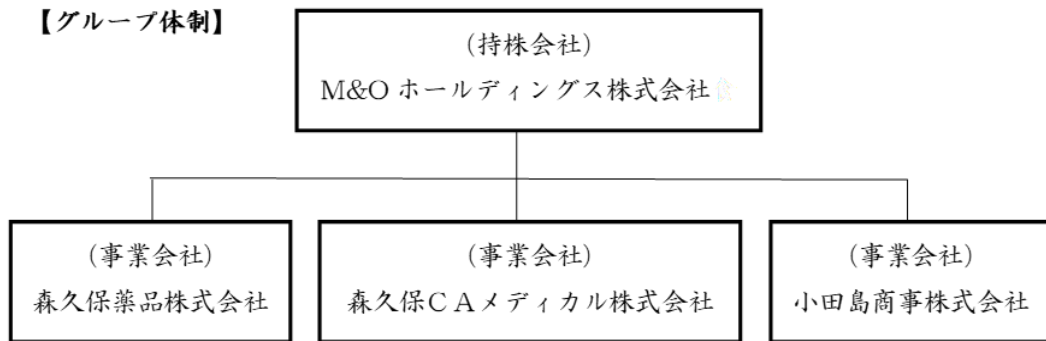 【グループ体制】
(持株会社)
M&Oホールディングス株式会社
(事業会社)
森久保薬品株式会社
(事業会社)
森久保CAメディカル株式会社
(事業会社)
小田島商事株式会社